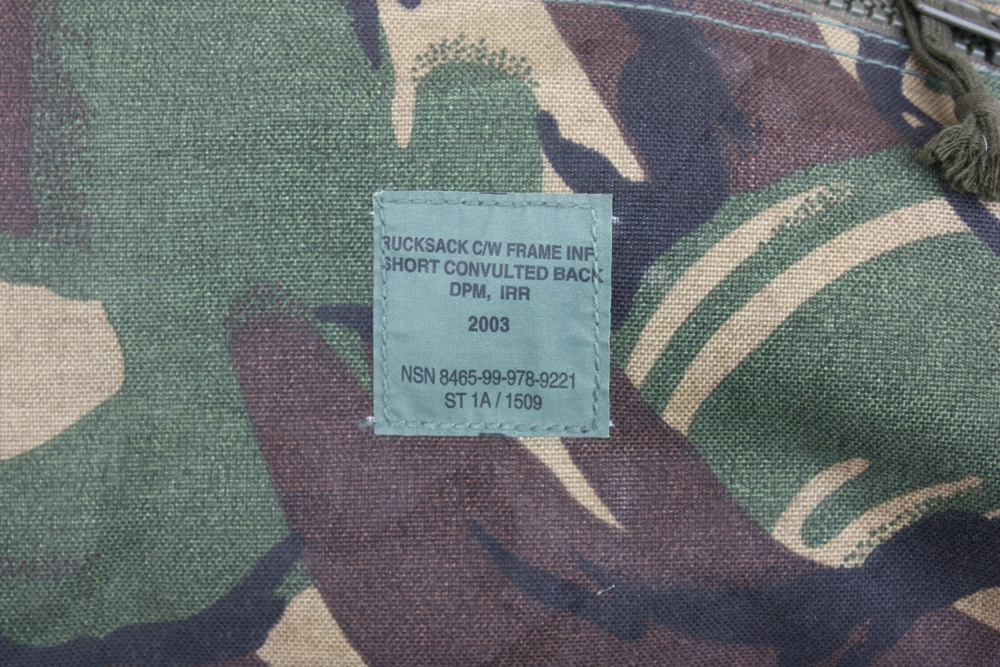 RUCKSACK C/W FRAME INF
SHORT CONVULTED BACK
DPM, IRR
2003
NSN 8465-99-978-9221
ST 1A / 1509